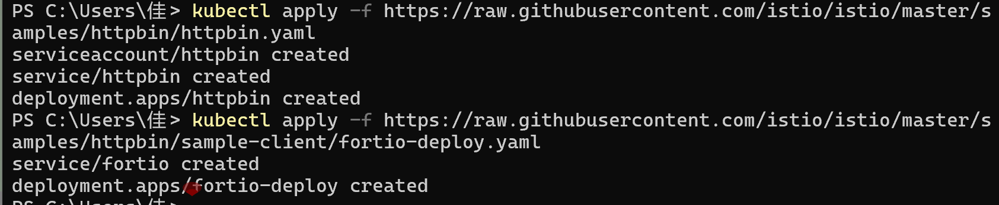 PS C:\Users\佳> kubectl apply -f https://raw.githubusercontent.com/istio/istio/master/s
amples/httpbin/httpbin.yaml
serviceaccount/httpbin created
service/httpbin created
deployment.apps/httpbin created
PS C:\Users\佳> kubectl apply -f https://raw.githubusercontent.com/istio/istio/master/s
amples/httpbin/sample-client/fortio-deploy.yaml
service/fortio created
deployment.apps/fortio-deploy created
PS C:\Users\佳>